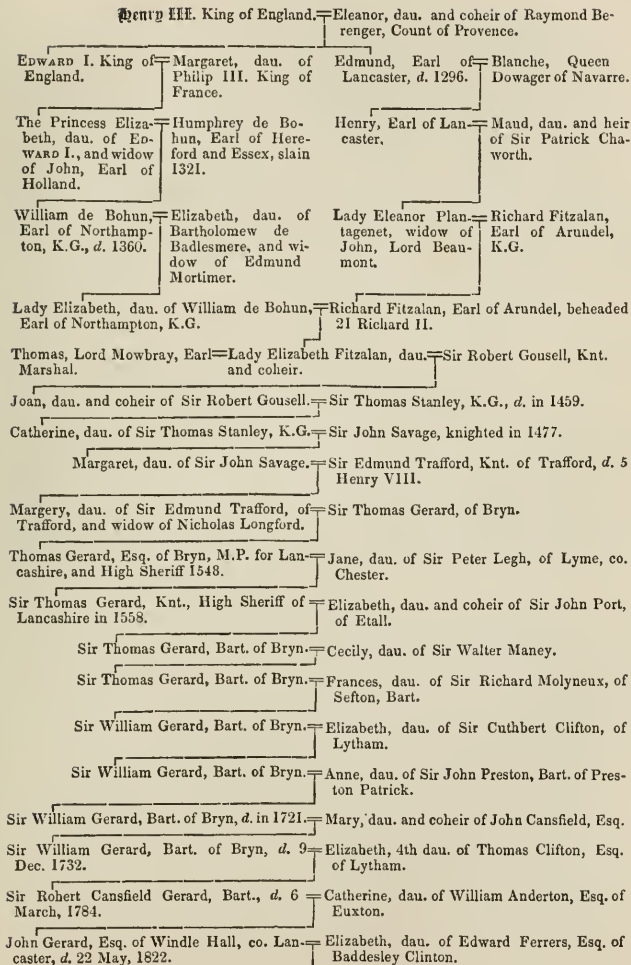 Henry III. King of England.=Eleanor, dau. and coheir of Raymond Be-
renger, Count of Provence.
EDWARD I. King of=Margaret, dau. of
England. Philip III. King of
France.
Edmund, Earl of=Blanche, Queen
Lancaster, d. 1296. Dowager of Navarre.
The Princess Eliza-=Humphrey de Bo-
beth, dau. of ED- hun, Earl of Here-
WARD I., and widow ford and Essex, slain
of John, Earl of 1321.
Holland.
Henry, Earl of Lan-=Maud, dau. and heir
caster, of Sir Patrick Cha-
worth.
William de Bohun,=Elizabeth, dau. of
Earl of Northamp- Bartholomew de
ton, K.G., d. 1360. Badlesmere, and wi-
dow of Edmund
Mortimer.
Lady Eleanor Plan-=Richard Fitzalan,
tagenet, widow of Earl of Arundel,
John, Lord Beau- K.G.
mont.
Lady Elizabeth, dau. of William de Bohun,=Richard Fitzalan, Earl of Arundel, beheaded
Earl of Northampton, K.G. 21 Richard II.
Thomas, Lord Mowbray, Earl=Lady Elizabeth Fitzalan, dau.=Sir Robert Gousell, Knt.
Marshal. and coheir.
Joan, dau. and coheir of Sir Robert Gousell.=Sir Thomas Stanley, K.G., d. in 1459.
Catherine, dau. of Sir Thomas Stanley, K.G.=Sir John Savage, knighted in 1477.
Margaret, dau. of Sir John Savage.=Sir Edmund Trafford, Knt. of Trafford, d. 5
Henry VIII.
Margery, dau. of Sir Edmund Trafford, of=Sir Thomas Gerard, of Bryn.
Trafford, and widow of Nicholas Longford.
Thomas Gerard, Esq. of Bryn, M.P. for Lan-=Jane, dau. of Sir Peter Legh, of Lyme, co.
cashire, and High Sheriff 1548. Chester.
Sir Thomas Gerard, Knt., High Sheriff of=Elizabeth, dau. and coheir of Sir John Port,
Lancashire in 1558. of Etall.
Sir Thomas Gerard, Bart. of Bryn.=Cecily, dau. of Sir Walter Maney.
Sir Thomas Gerard, Bart. of Bryn.=Frances, dau. of Sir Richard Molyneux, of
Sefton, Bart.
Sir William Gerard, Bart. of Bryn.=Elizabeth, dau. of Sir Cuthbert Clifton, of
Lytham.
Sir William Gerard, Bart. of Bryn.=Anne, dau. of Sir John Preston, Bart. of Pres-
ton Patrick.
Sir William Gerard, Bart. of Bryn, d. in 1721.=Mary, dau. and coheir of John Cansfield, Esq.
Sir William Gerard, Bart. of Bryn, d. 9=Elizabeth, 4th dau. of Thomas Clifton, Esq.
Dec. 1732. of Lytham.
Sir Robert Cansfield Gerard, Bart., d. 6=Catherine, dau. of William Anderton, Esq. of
March, 1784. Euxton.
John Gerard, Esq. of Windle Hall, co. Lan-=Elizabeth, dau. of Edward Ferrers, Esq. of
caster, d. 22 May, 1822. Baddesley Clinton.